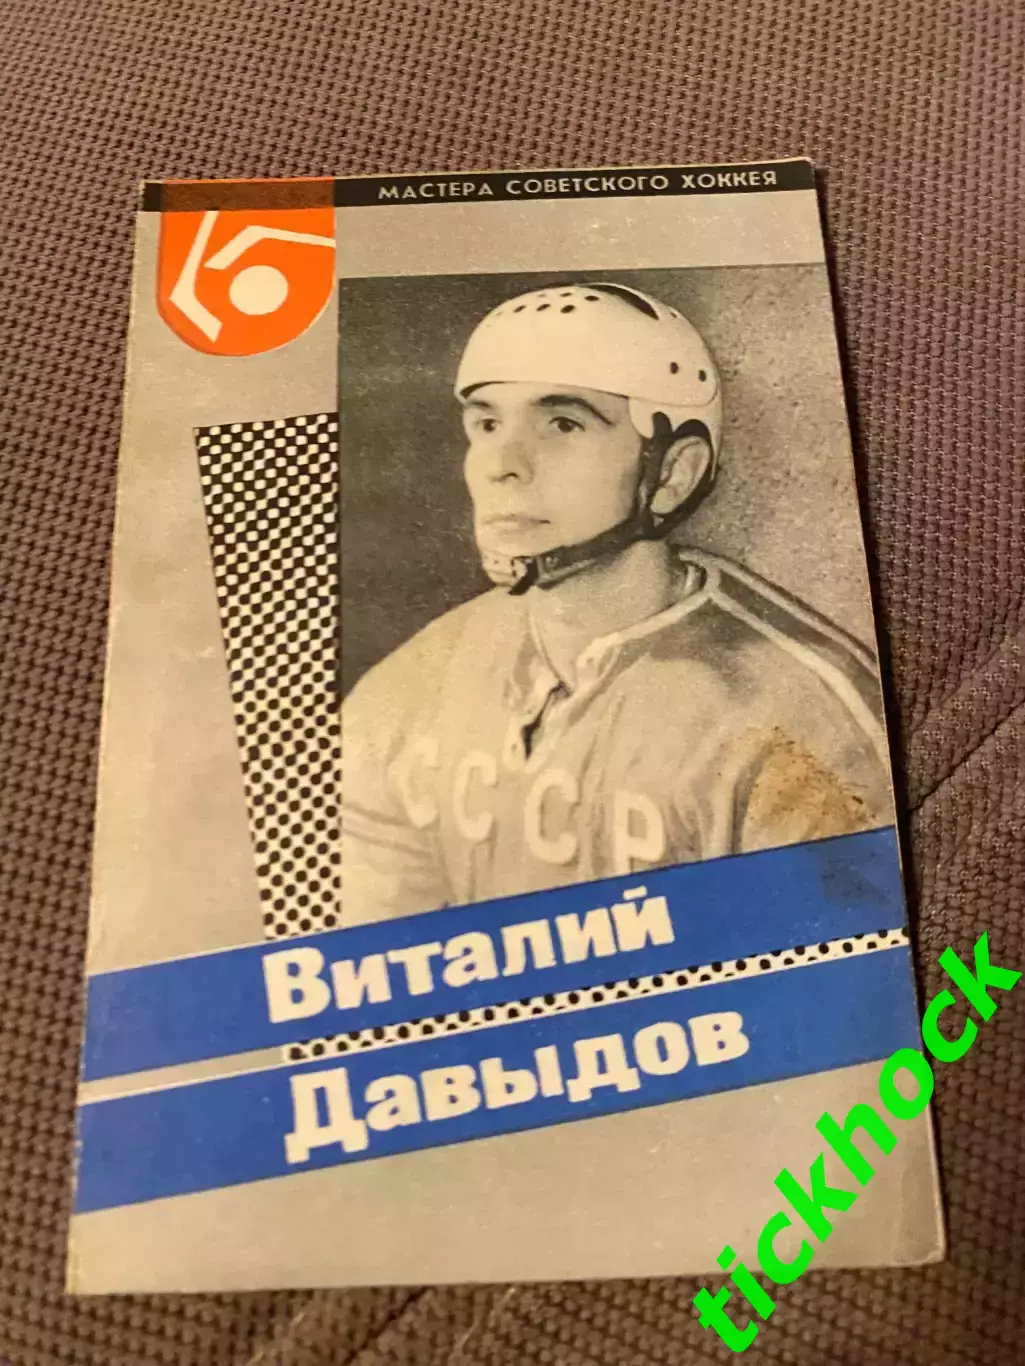 МАСТЕРА СОВЕТСКОГО ХОККЕЯ
СССР
Виталий
Давыдов
tickhock